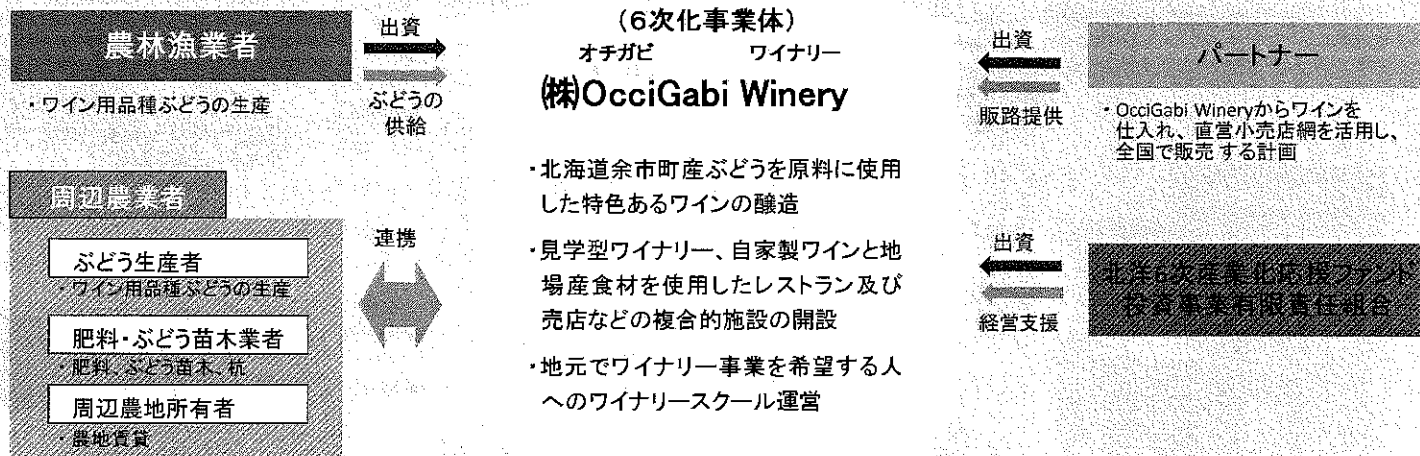 農林漁業者
・ワイン用品種ぶどうの生産
出資
ぶどうの
供給
周辺農業者
ぶどう生産者
・ワイン用品種ぶどうの生産
肥料・ぶどう苗木業者
・肥料、ぶどう苗木、杭
周辺農地所有者
・農地賃貸
連携
(6次化事業体)
オチガビ ワイナリー
㈱OcciGabi Winery
・北海道余市町産ぶどうを原料に使用
した特色あるワインの醸造
・見学型ワイナリー、自家製ワインと地
場産食材を使用したレストラン及び
売店などの複合的施設の開設
・地元でワイナリー事業を希望する人
へのワイナリースクール運営
出資
販路提供
パートナー
・OcciGabi Wineryからワインを
仕入れ、直営小売店網を活用し、
全国で販売する計画
出資
経営支援
北洋6次産業化応援ファンド
投資事業有限責任組合